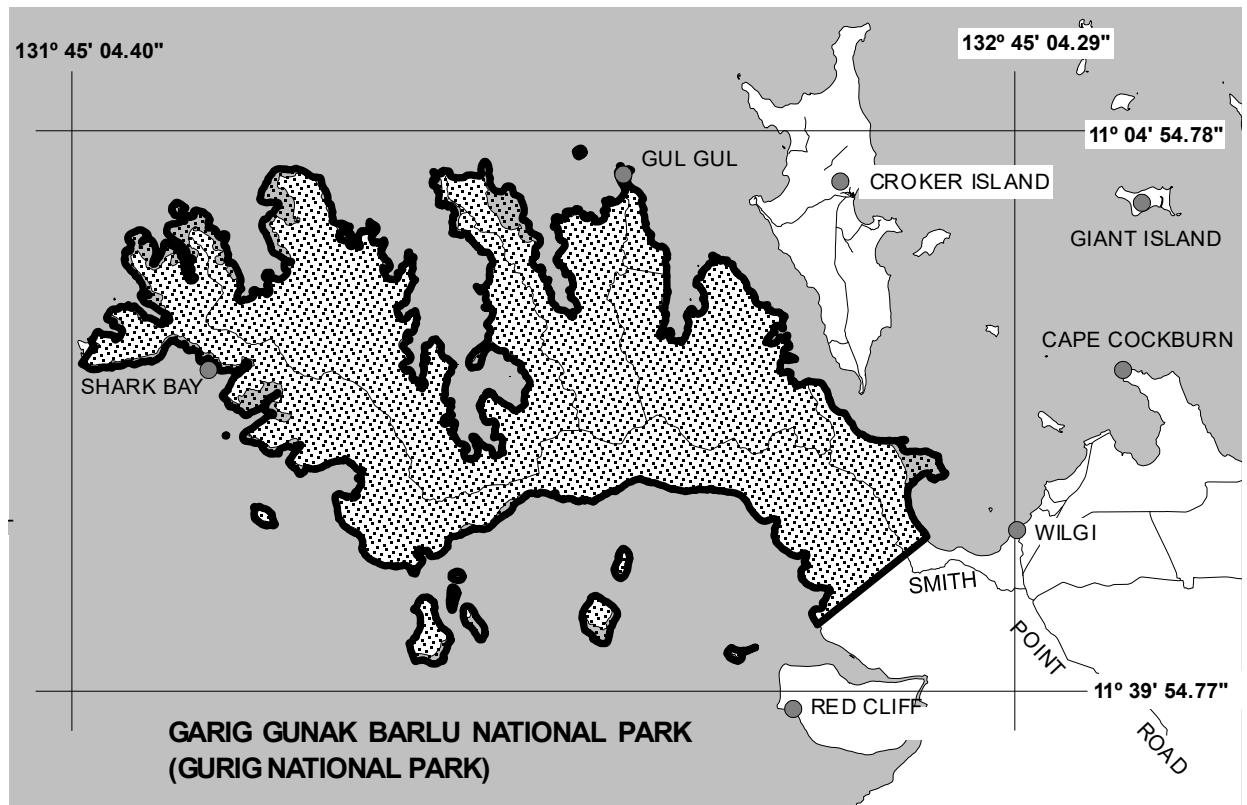 131º 45' 04.40"
132º 45' 04.29"
11º 04' 54.78"
GUL GUL
CROKER ISLAND
GIANT ISLAND
CAPE COCKBURN
SHARK BAY
WILGI
SMITH
POINT
ROAD
11º 39' 54.77"
RED CLIFF
GARIG GUNAK BARLU NATIONAL PARK
(GURIG NATIONAL PARK)